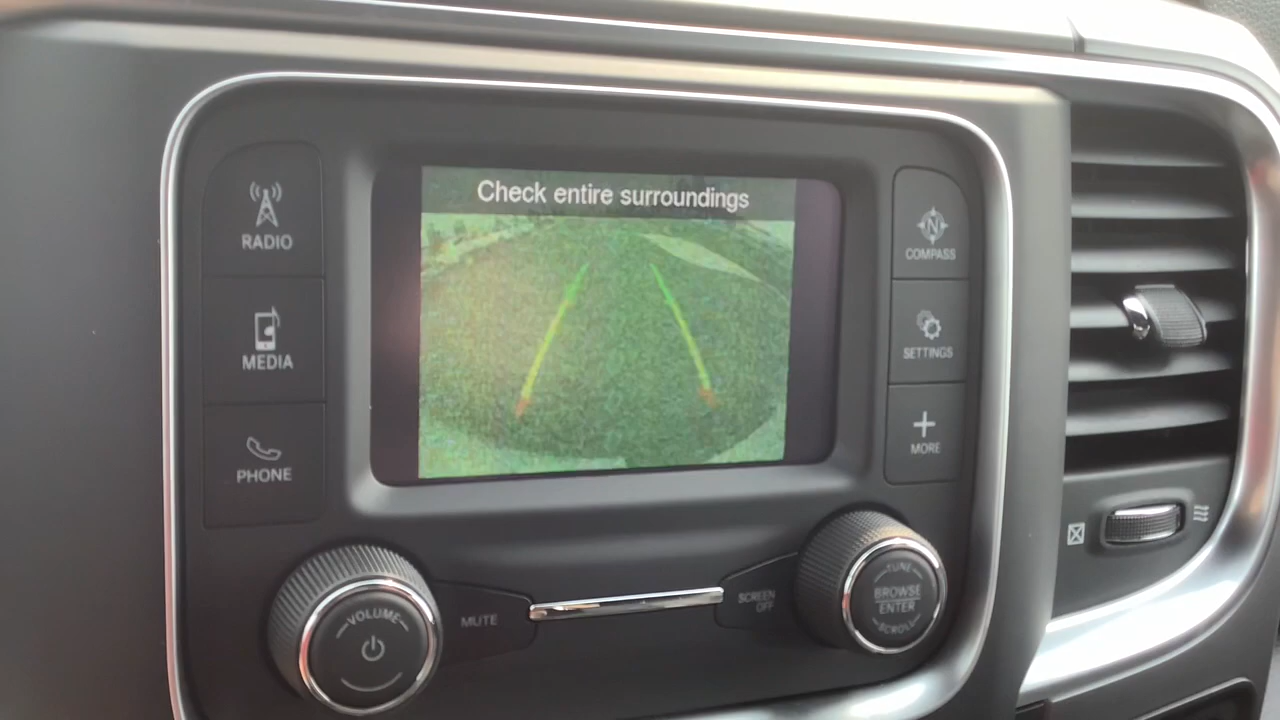 Check entire surroundings
RADIO
MEDIA
PHONE
N
COMPASS
SETTINGS
MORE
VOLUME
MUTE
SCREEN
OFF
TUNE
BROWSE
ENTER
SCROLL